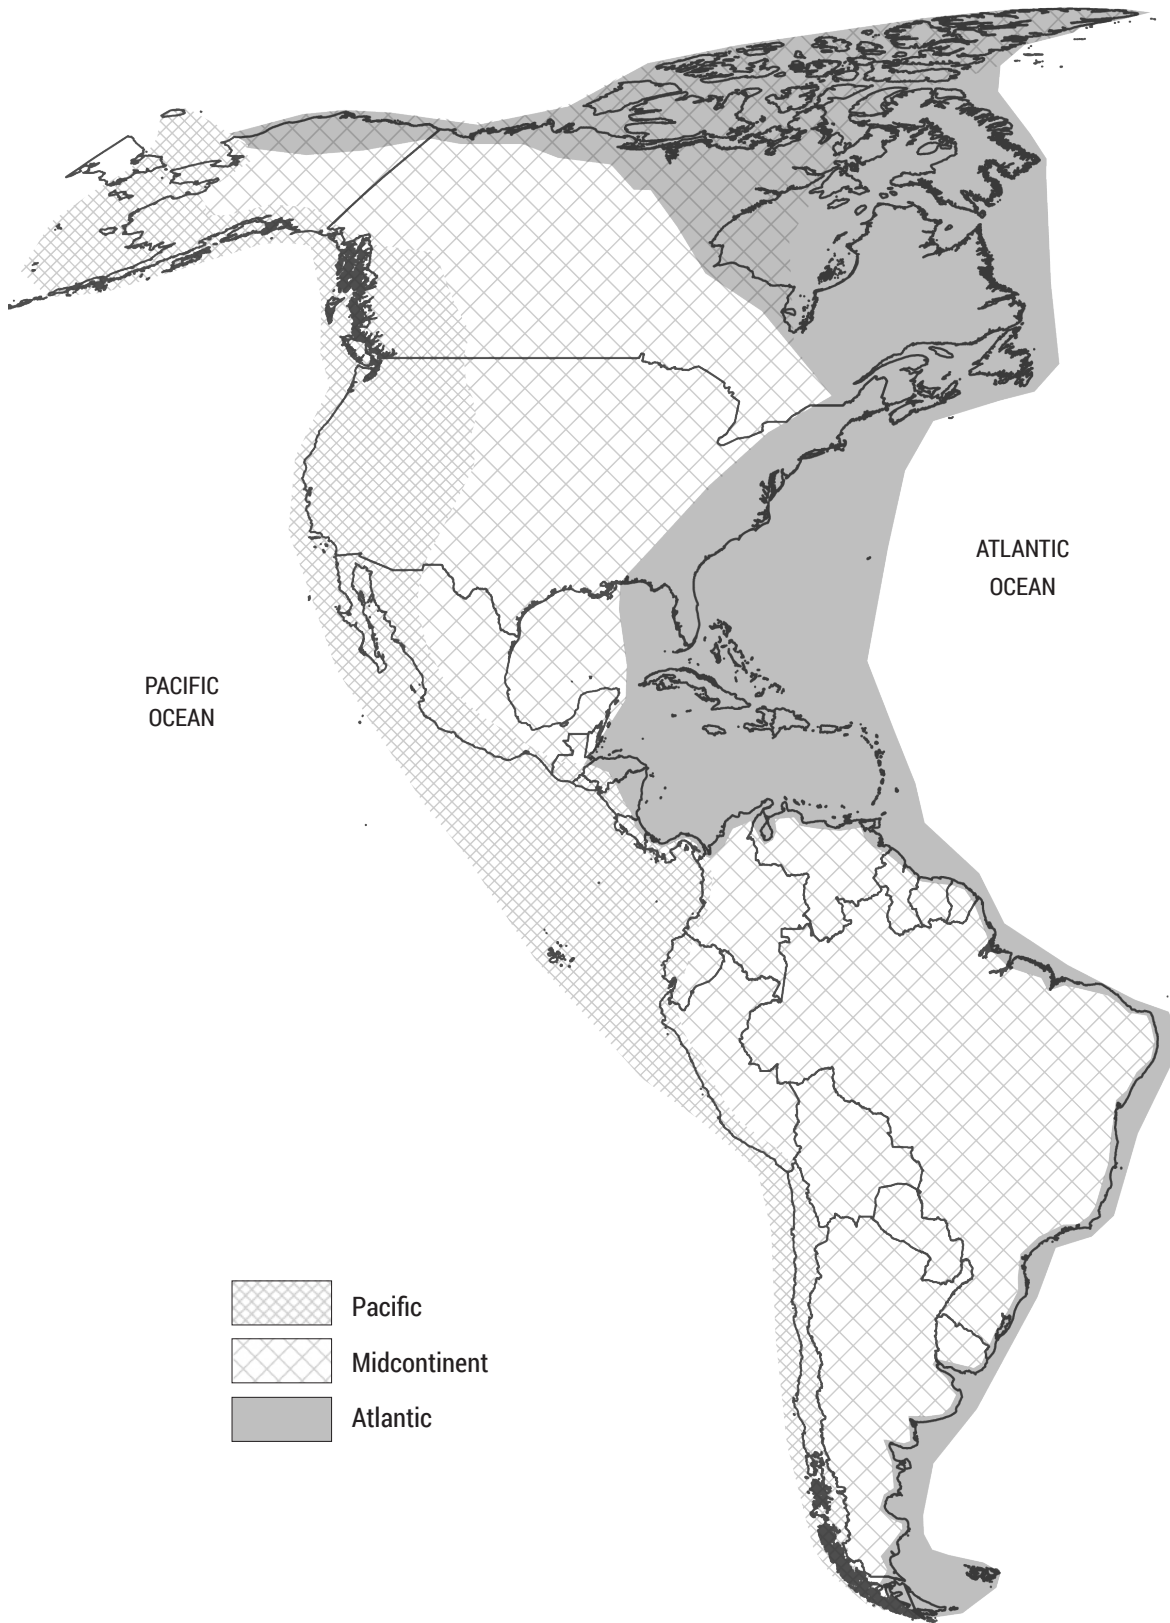 ATLANTIC
OCEAN
PACIFIC
OCEAN
Pacific
Midcontinent
Atlantic